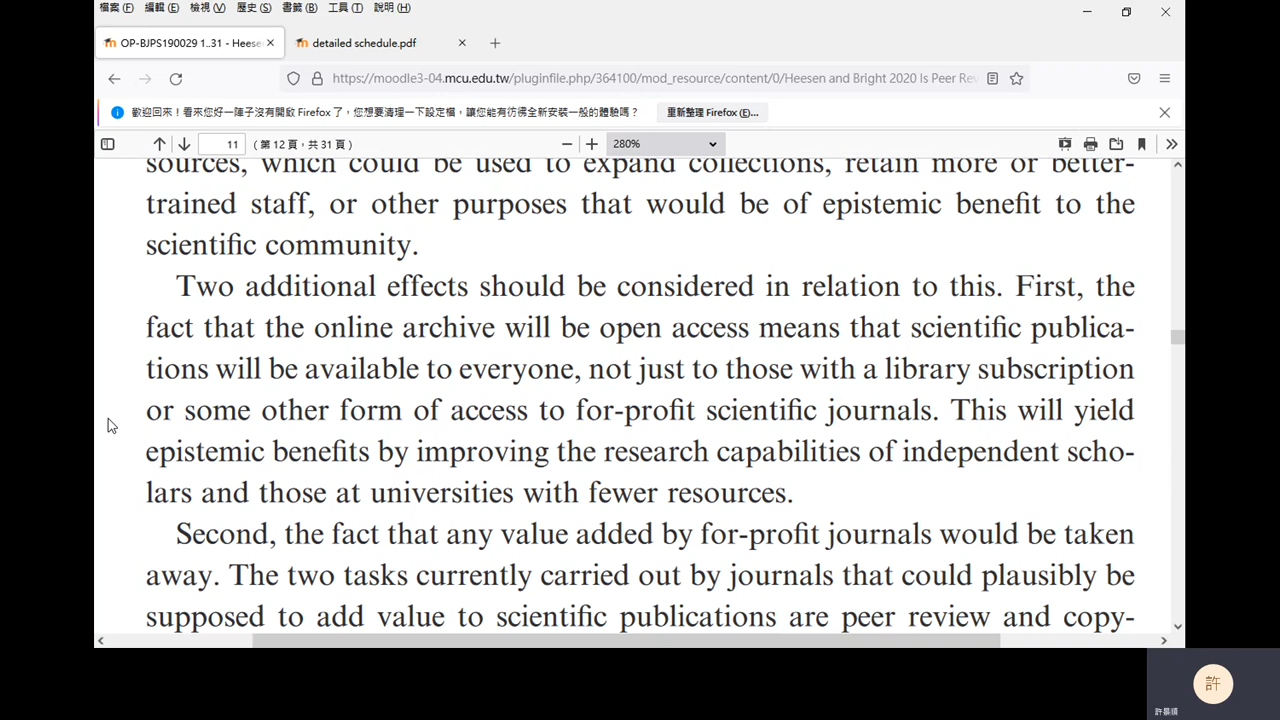 檔案 (F) 編輯 (E) 檢視 (V) 歷史 (S) 書籤 (B) 工具 (T) 說明 (H)
OP-BJPS190029 1..31 - Heese
detailed schedule.pdf
https://moodle3-04.mcu.edu.tw/pluginfile.php/364100/mod_resource/content/0/Heesen and Bright 2020 Is Peer Rev
歡迎回來！看來您好一陣子沒有開啟 Firefox 了，您想要清理一下設定檔，讓您能有彷彿全新安裝一般的體驗嗎？ 重新整理 Firefox (E)…
11 (第 12 頁，共 31 頁) 280%
sources, which could be used to expand collections, retain more or better-
trained staff, or other purposes that would be of epistemic benefit to the
scientific community.
Two additional effects should be considered in relation to this. First, the
fact that the online archive will be open access means that scientific publica-
tions will be available to everyone, not just to those with a library subscription
or some other form of access to for-profit scientific journals. This will yield
epistemic benefits by improving the research capabilities of independent scho-
lars and those at universities with fewer resources.
Second, the fact that any value added by for-profit journals would be taken
away. The two tasks currently carried out by journals that could plausibly be
supposed to add value to scientific publications are peer review and copy-
許